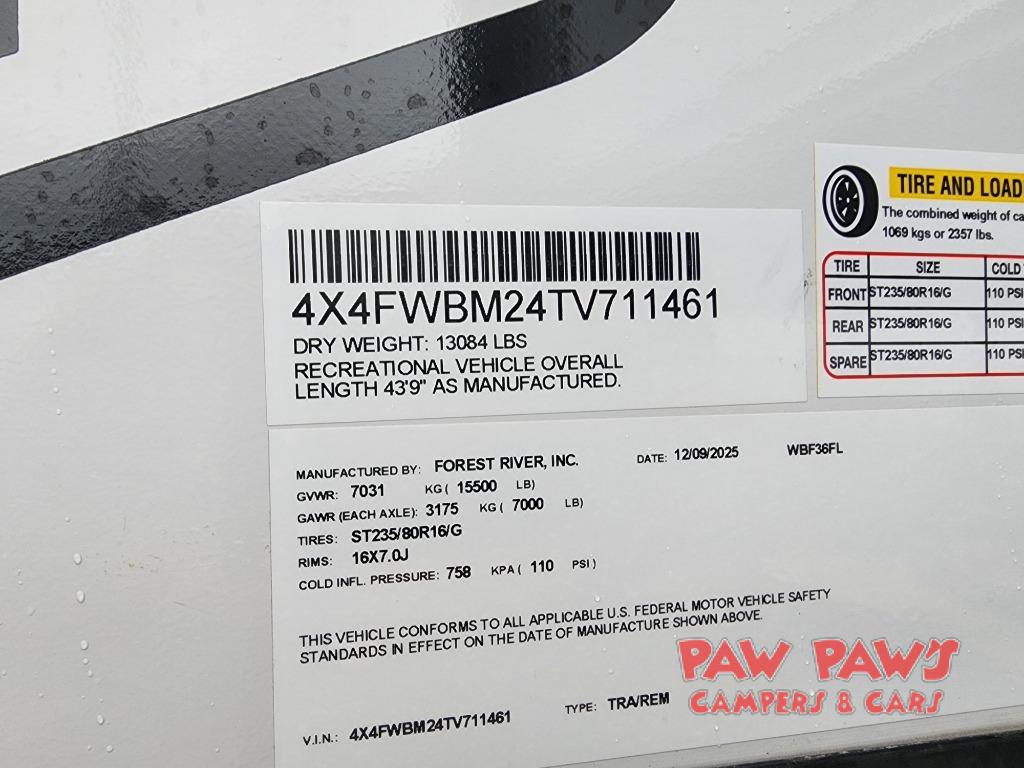 4X4FWBM24TV711461
DRY WEIGHT: 13084 LBS
RECREATIONAL VEHICLE OVERALL
LENGTH 43'9" AS MANUFACTURED.
TIRE AND LOAD
The combined weight of ca
1069 kgs or 2357 lbs.
TIRE SIZE COLD
FRONT ST235/80R16/G 110 PSI
REAR ST235/80R16/G 110 PSI
SPARE ST235/80R16/G 110 PSI
MANUFACTURED BY: FOREST RIVER, INC. DATE: 12/09/2025 WBF36FL
GVWR: 7031 KG ( 15500 LB)
GAWR (EACH AXLE): 3175 KG ( 7000 LB)
TIRES: ST235/80R16/G
RIMS: 16X7.0J
COLD INFL. PRESSURE: 758 KPA ( 110 PSI )
THIS VEHICLE CONFORMS TO ALL APPLICABLE U.S. FEDERAL MOTOR VEHICLE SAFETY
STANDARDS IN EFFECT ON THE DATE OF MANUFACTURE SHOWN ABOVE.
V.I.N.: 4X4FWBM24TV711461 TYPE: TRA/REM
PAW PAW'S
CAMPERS & CARS